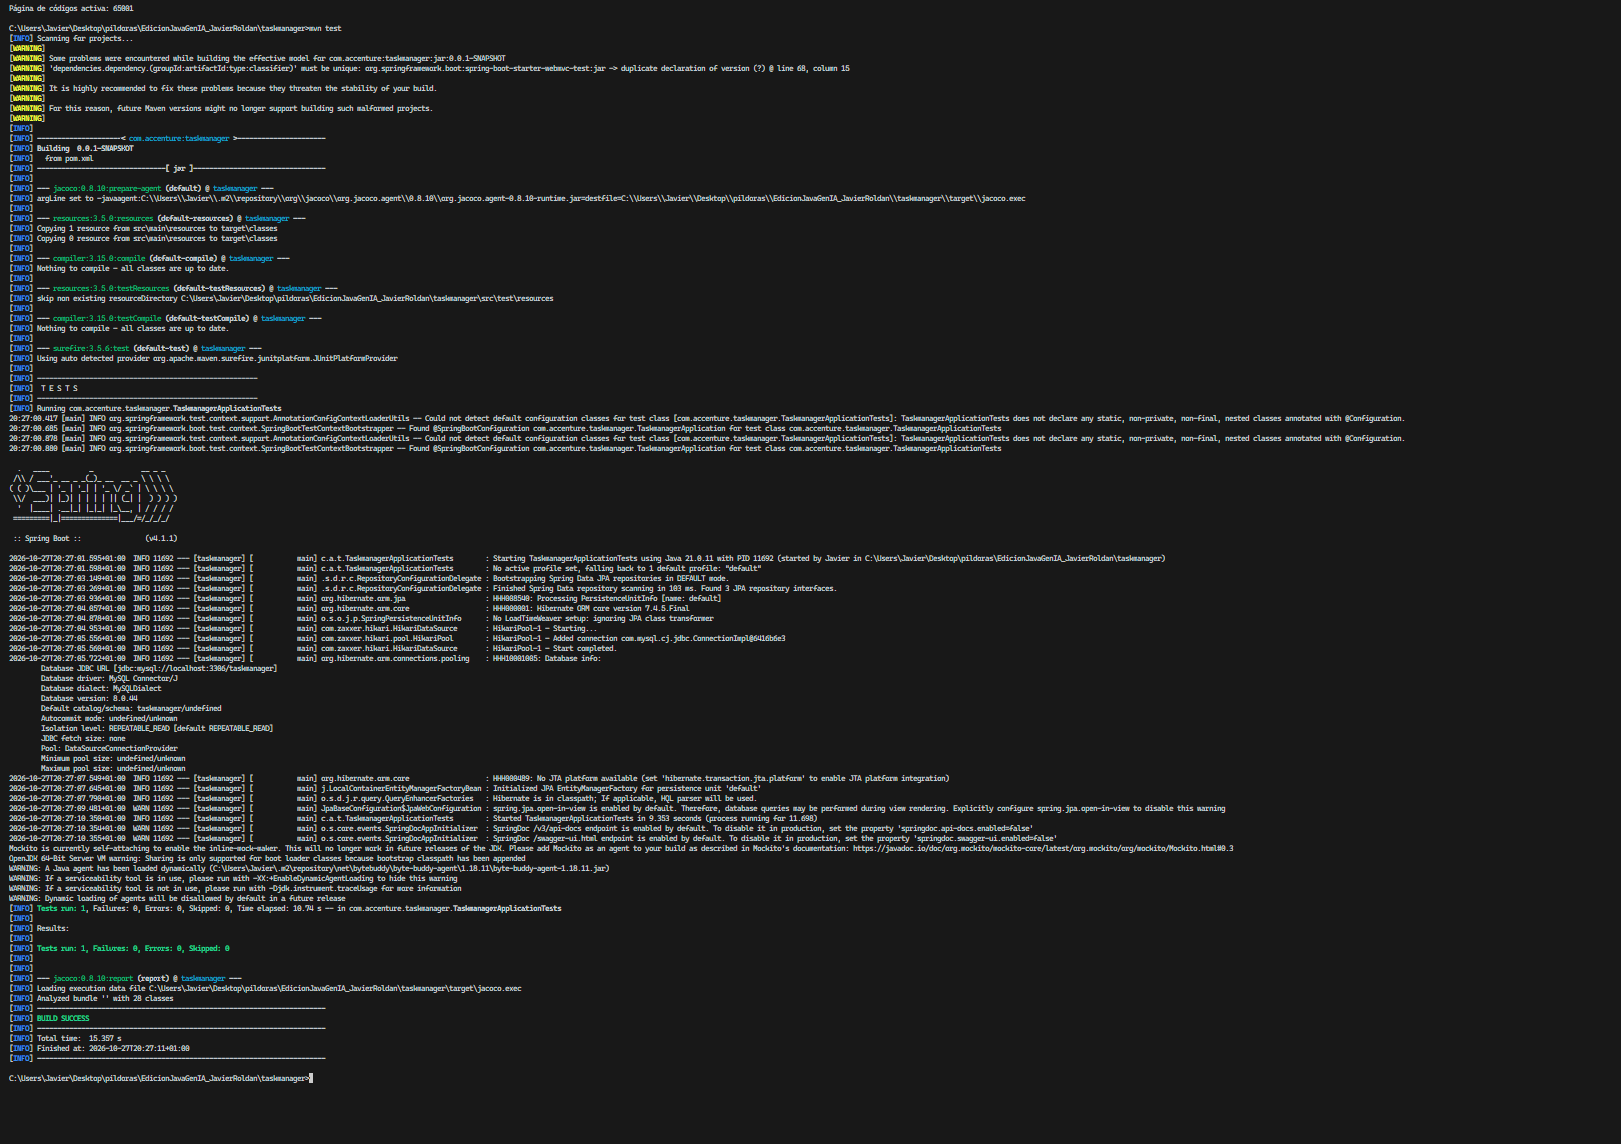 Página de códigos activa: 65001
C:\Users\Javier\Desktop\pildoras\EdicionJavaGenIA_JavierRoldan\taskmanager>mvn test
[INFO] Scanning for projects...
[WARNING]
[WARNING] Some problems were encountered while building the effective model for com.accenture:taskmanager:jar:0.0.1-SNAPSHOT
[WARNING] 'dependencies.dependency.(groupId:artifactId:type:classifier)' must be unique: org.springframework.boot:spring-boot-starter-webmvc-test:jar -> duplicate declaration of version (?) @ line 68, column 15
[WARNING]
[WARNING] It is highly recommended to fix these problems because they threaten the stability of your build.
[WARNING]
[WARNING] For this reason, future Maven versions might no longer support building such malformed projects.
[WARNING]
[INFO]
[INFO] --------------------< com.accenture:taskmanager >----------------------
[INFO] Building  0.0.1-SNAPSHOT
[INFO]   from pom.xml
[INFO] --------------------------------[ jar ]---------------------------------
[INFO]
[INFO] --- jacoco:0.8.10:prepare-agent (default) @ taskmanager ---
[INFO] argLine set to -javaagent:C:\\Users\\Javier\\.m2\\repository\\org\\jacoco\\org.jacoco.agent\\0.8.10\\org.jacoco.agent-0.8.10-runtime.jar=destfile=C:\\Users\\Javier\\Desktop\\pildoras\\EdicionJavaGenIA_JavierRoldan\\taskmanager\\target\\jacoco.exec
[INFO]
[INFO] --- resources:3.5.0:resources (default-resources) @ taskmanager ---
[INFO] Copying 1 resource from src\main\resources to target\classes
[INFO] Copying 0 resource from src\main\resources to target\classes
[INFO]
[INFO] --- compiler:3.15.0:compile (default-compile) @ taskmanager ---
[INFO] Nothing to compile - all classes are up to date.
[INFO]
[INFO] --- resources:3.5.0:testResources (default-testResources) @ taskmanager ---
[INFO] skip non existing resourceDirectory C:\Users\Javier\Desktop\pildoras\EdicionJavaGenIA_JavierRoldan\taskmanager\src\test\resources
[INFO]
[INFO] --- compiler:3.15.0:testCompile (default-testCompile) @ taskmanager ---
[INFO] Nothing to compile - all classes are up to date.
[INFO]
[INFO] --- surefire:3.5.6:test (default-test) @ taskmanager ---
[INFO] Using auto detected provider org.apache.maven.surefire.junitplatform.JUnitPlatformProvider
[INFO]
[INFO] -------------------------------------------------------
[INFO]  T E S T S
[INFO] -------------------------------------------------------
[INFO] Running com.accenture.taskmanager.TaskmanagerApplicationTests
20:27:00.417 [main] INFO org.springframework.test.context.support.AnnotationConfigContextLoaderUtils -- Could not detect default configuration classes for test class [com.accenture.taskmanager.TaskmanagerApplicationTests]: TaskmanagerApplicationTests does not declare any static, non-private, non-final, nested classes annotated with @Configuration.
20:27:00.685 [main] INFO org.springframework.boot.test.context.SpringBootTestContextBootstrapper -- Found @SpringBootConfiguration com.accenture.taskmanager.TaskmanagerApplication for test class com.accenture.taskmanager.TaskmanagerApplicationTests
20:27:00.878 [main] INFO org.springframework.test.context.support.AnnotationConfigContextLoaderUtils -- Could not detect default configuration classes for test class [com.accenture.taskmanager.TaskmanagerApplicationTests]: TaskmanagerApplicationTests does not declare any static, non-private, non-final, nested classes annotated with @Configuration.
20:27:00.880 [main] INFO org.springframework.boot.test.context.SpringBootTestContextBootstrapper -- Found @SpringBootConfiguration com.accenture.taskmanager.TaskmanagerApplication for test class com.accenture.taskmanager.TaskmanagerApplicationTests
  .   ____          _            __ _ _
 /\\ / ___'_ __ _ _(_)_ __  __ _ \ \ \ \
( ( )\___ | '_ | '_| | '_ \/ _` | \ \ \ \
 \\/  ___)| |_)| | | | | || (_| |  ) ) ) )
  '  |____| .__|_| |_|_| |_\__, | / / / /
 =========|_|==============|___/=/_/_/_/
 :: Spring Boot ::                (v4.1.1)
2026-10-27T20:27:01.595+01:00  INFO 11692 --- [taskmanager] [           main] c.a.t.TaskmanagerApplicationTests        : Starting TaskmanagerApplicationTests using Java 21.0.11 with PID 11692 (started by Javier in C:\Users\Javier\Desktop\pildoras\EdicionJavaGenIA_JavierRoldan\taskmanager)
2026-10-27T20:27:01.598+01:00  INFO 11692 --- [taskmanager] [           main] c.a.t.TaskmanagerApplicationTests        : No active profile set, falling back to 1 default profile: "default"
2026-10-27T20:27:03.149+01:00  INFO 11692 --- [taskmanager] [           main] .s.d.r.c.RepositoryConfigurationDelegate : Bootstrapping Spring Data JPA repositories in DEFAULT mode.
2026-10-27T20:27:03.269+01:00  INFO 11692 --- [taskmanager] [           main] .s.d.r.c.RepositoryConfigurationDelegate : Finished Spring Data repository scanning in 103 ms. Found 3 JPA repository interfaces.
2026-10-27T20:27:03.936+01:00  INFO 11692 --- [taskmanager] [           main] org.hibernate.orm.jpa                    : HHH008540: Processing PersistenceUnitInfo [name: default]
2026-10-27T20:27:04.057+01:00  INFO 11692 --- [taskmanager] [           main] org.hibernate.orm.core                   : HHH000001: Hibernate ORM core version 7.4.5.Final
2026-10-27T20:27:04.878+01:00  INFO 11692 --- [taskmanager] [           main] o.s.o.j.p.SpringPersistenceUnitInfo      : No LoadTimeWeaver setup: ignoring JPA class transformer
2026-10-27T20:27:04.953+01:00  INFO 11692 --- [taskmanager] [           main] com.zaxxer.hikari.HikariDataSource       : HikariPool-1 - Starting...
2026-10-27T20:27:05.556+01:00  INFO 11692 --- [taskmanager] [           main] com.zaxxer.hikari.pool.HikariPool        : HikariPool-1 - Added connection com.mysql.cj.jdbc.ConnectionImpl@6416b6e3
2026-10-27T20:27:05.560+01:00  INFO 11692 --- [taskmanager] [           main] com.zaxxer.hikari.HikariDataSource       : HikariPool-1 - Start completed.
2026-10-27T20:27:05.722+01:00  INFO 11692 --- [taskmanager] [           main] org.hibernate.orm.connections.pooling    : HHH10001005: Database info:
        Database JDBC URL [jdbc:mysql://localhost:3306/taskmanager]
        Database driver: MySQL Connector/J
        Database dialect: MySQLDialect
        Database version: 8.0.44
        Default catalog/schema: taskmanager/undefined
        Autocommit mode: undefined/unknown
        Isolation level: REPEATABLE_READ [default REPEATABLE_READ]
        JDBC fetch size: none
        Pool: DataSourceConnectionProvider
        Minimum pool size: undefined/unknown
        Maximum pool size: undefined/unknown
2026-10-27T20:27:07.549+01:00  INFO 11692 --- [taskmanager] [           main] org.hibernate.orm.core                   : HHH000489: No JTA platform available (set 'hibernate.transaction.jta.platform' to enable JTA platform integration)
2026-10-27T20:27:07.645+01:00  INFO 11692 --- [taskmanager] [           main] j.LocalContainerEntityManagerFactoryBean : Initialized JPA EntityManagerFactory for persistence unit 'default'
2026-10-27T20:27:07.790+01:00  INFO 11692 --- [taskmanager] [           main] o.s.d.j.r.query.QueryEnhancerFactories   : Hibernate is in classpath; If applicable, HQL parser will be used.
2026-10-27T20:27:09.481+01:00  WARN 11692 --- [taskmanager] [           main] JpaBaseConfiguration$JpaWebConfiguration : spring.jpa.open-in-view is enabled by default. Therefore, database queries may be performed during view rendering. Explicitly configure spring.jpa.open-in-view to disable this warning
2026-10-27T20:27:10.350+01:00  INFO 11692 --- [taskmanager] [           main] c.a.t.TaskmanagerApplicationTests        : Started TaskmanagerApplicationTests in 9.353 seconds (process running for 11.698)
2026-10-27T20:27:10.354+01:00  WARN 11692 --- [taskmanager] [           main] o.s.core.events.SpringDocAppInitializer  : SpringDoc /v3/api-docs endpoint is enabled by default. To disable it in production, set the property 'springdoc.api-docs.enabled=false'
2026-10-27T20:27:10.355+01:00  WARN 11692 --- [taskmanager] [           main] o.s.core.events.SpringDocAppInitializer  : SpringDoc /swagger-ui.html endpoint is enabled by default. To disable it in production, set the property 'springdoc.swagger-ui.enabled=false'
Mockito is currently self-attaching to enable the inline-mock-maker. This will no longer work in future releases of the JDK. Please add Mockito as an agent to your build as described in Mockito's documentation: https://javadoc.io/doc/org.mockito/mockito-core/latest/org.mockito/org/mockito/Mockito.html#0.3
OpenJDK 64-Bit Server VM warning: Sharing is only supported for boot loader classes because bootstrap classpath has been appended
WARNING: A Java agent has been loaded dynamically (C:\Users\Javier\.m2\repository\net\bytebuddy\byte-buddy-agent\1.18.11\byte-buddy-agent-1.18.11.jar)
WARNING: If a serviceability tool is in use, please run with -XX:+EnableDynamicAgentLoading to hide this warning
WARNING: If a serviceability tool is not in use, please run with -Djdk.instrument.traceUsage for more information
WARNING: Dynamic loading of agents will be disallowed by default in a future release
[INFO] Tests run: 1, Failures: 0, Errors: 0, Skipped: 0, Time elapsed: 10.74 s -- in com.accenture.taskmanager.TaskmanagerApplicationTests
[INFO]
[INFO] Results:
[INFO]
[INFO] Tests run: 1, Failures: 0, Errors: 0, Skipped: 0
[INFO]
[INFO]
[INFO] --- jacoco:0.8.10:report (report) @ taskmanager ---
[INFO] Loading execution data file C:\Users\Javier\Desktop\pildoras\EdicionJavaGenIA_JavierRoldan\taskmanager\target\jacoco.exec
[INFO] Analyzed bundle '' with 28 classes
[INFO] ------------------------------------------------------------------------
[INFO] BUILD SUCCESS
[INFO] ------------------------------------------------------------------------
[INFO] Total time:  15.357 s
[INFO] Finished at: 2026-10-27T20:27:11+01:00
[INFO] ------------------------------------------------------------------------
C:\Users\Javier\Desktop\pildoras\EdicionJavaGenIA_JavierRoldan\taskmanager>